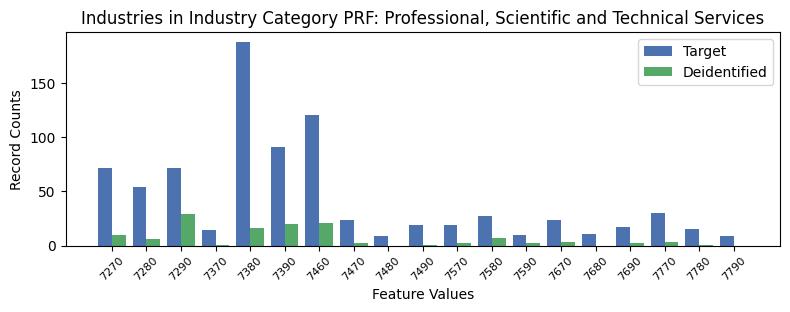 Industries in Industry Category PRF: Professional, Scientific and Technical Services
Target
Deidentified
Record Counts
150
100
50
0
7270 7280 7290 7370 7380 7390 7460 7470 7480 7490 7570 7580 7590 7670 7680 7690 7770 7780 7790
Feature Values